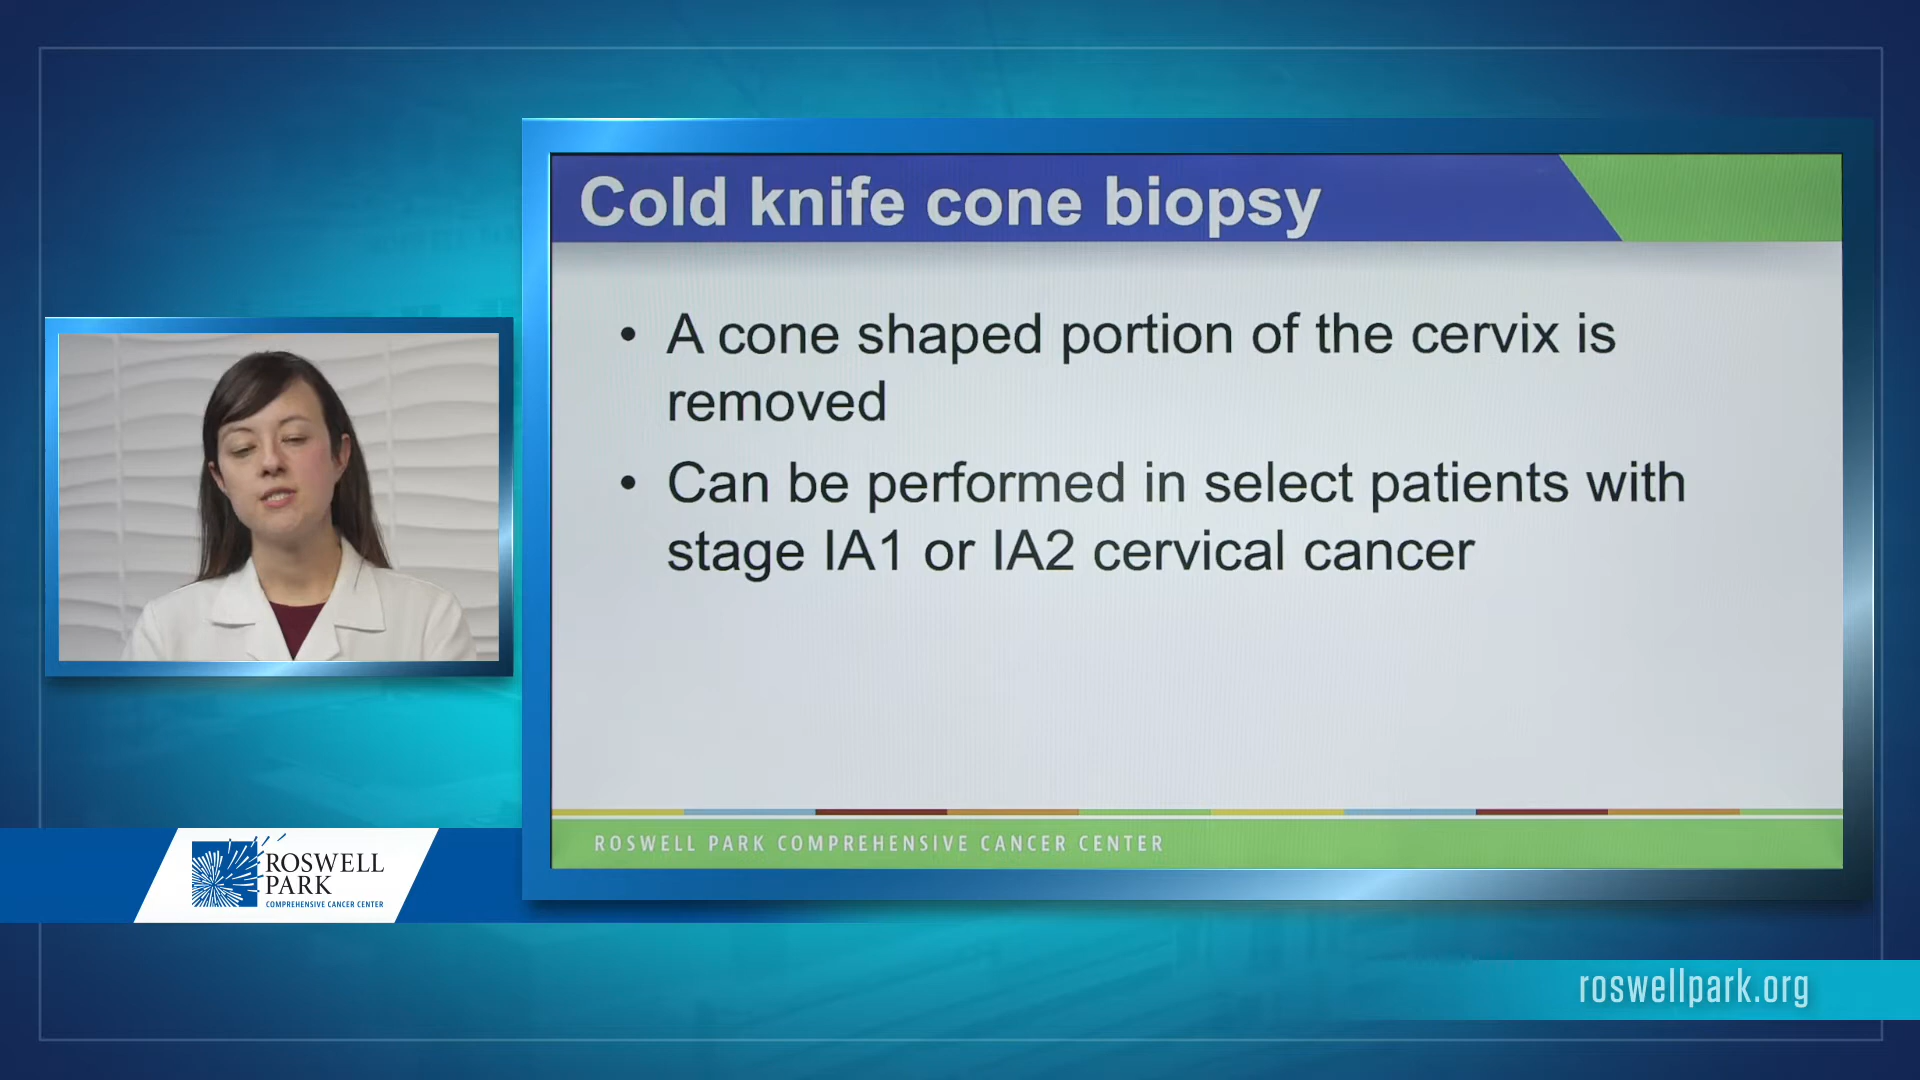 Cold knife cone biopsy
• A cone shaped portion of the cervix is
removed
• Can be performed in select patients with
stage IA1 or IA2 cervical cancer
ROSWELL PARK COMPREHENSIVE CANCER CENTER
ROSWELL
PARK
COMPREHENSIVE CANCER CENTER
roswellpark.org